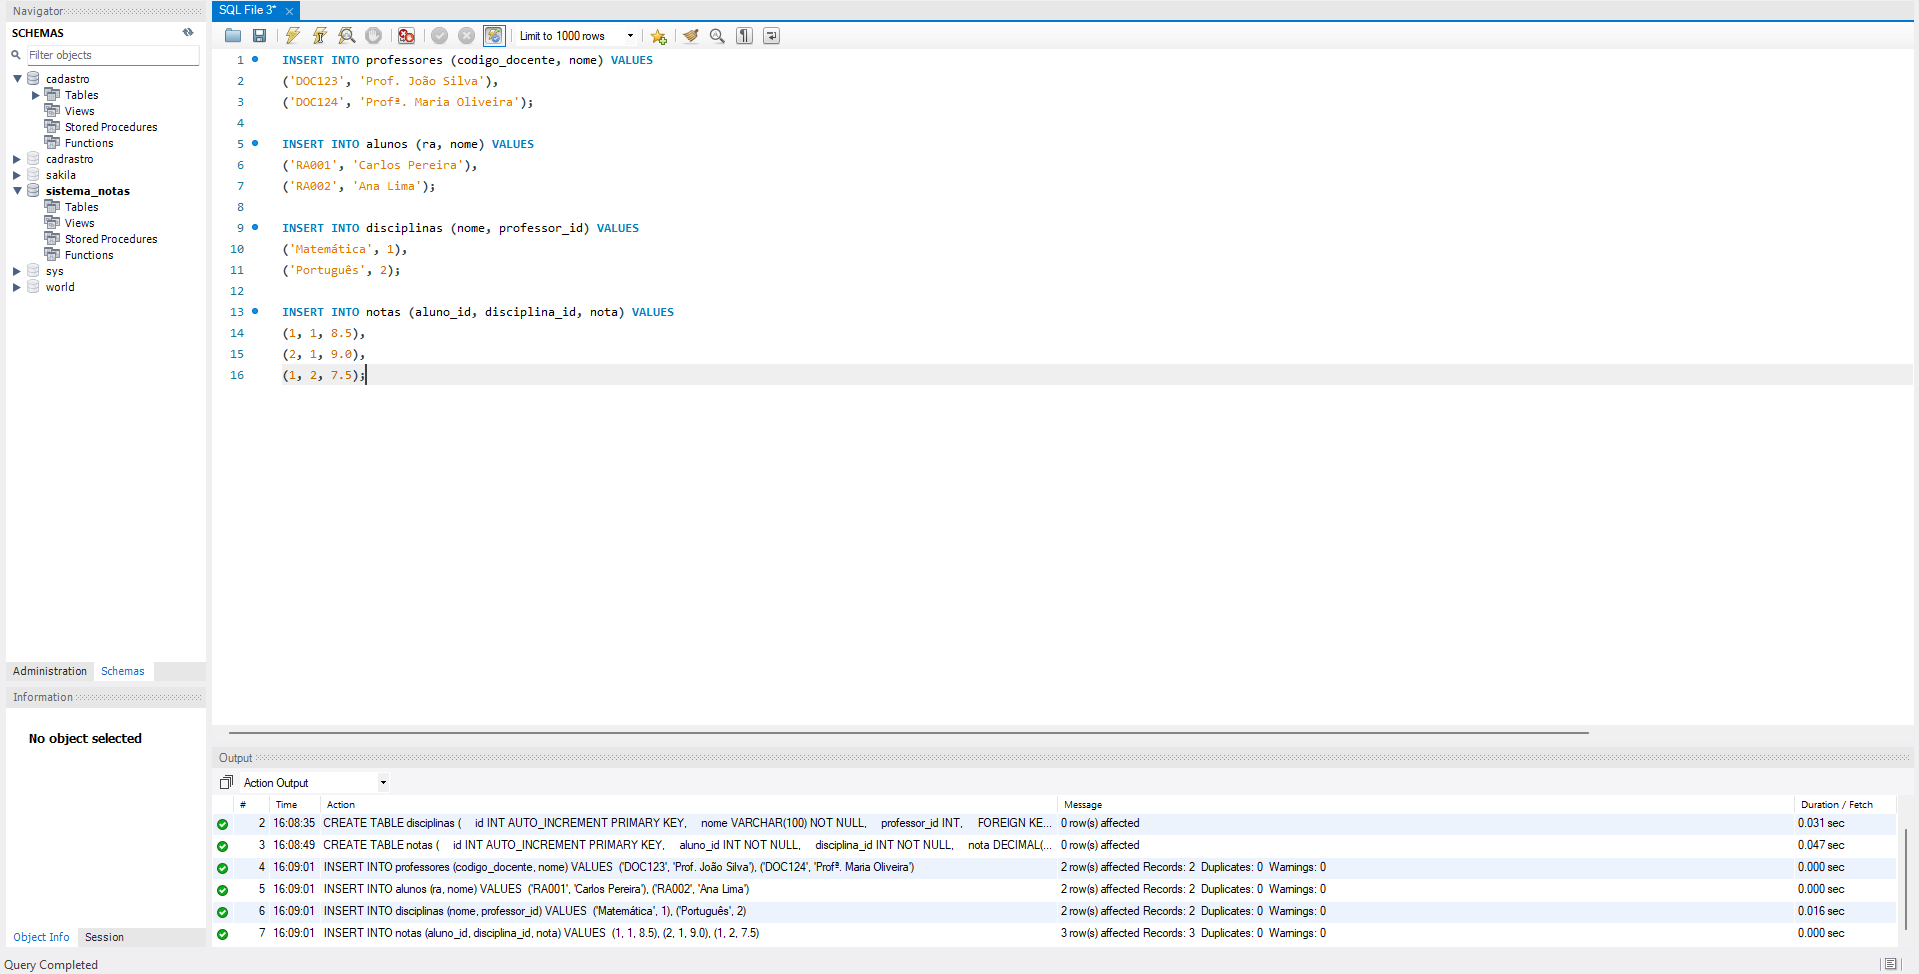 Navigator
SCHEMAS
Filter objects
cadastro
Tables
Views
Stored Procedures
Functions
cadrastro
sakila
sistema_notas
Tables
Views
Stored Procedures
Functions
sys
world
Administration
Schemas
Information
No object selected
Object Info
Session
SQL File 3*
Limit to 1000 rows
1 INSERT INTO professores (codigo_docente, nome) VALUES
2 ('DOC123', 'Prof. João Silva'),
3 ('DOC124', 'Profª. Maria Oliveira');
4
5 INSERT INTO alunos (ra, nome) VALUES
6 ('RA001', 'Carlos Pereira'),
7 ('RA002', 'Ana Lima');
8
9 INSERT INTO disciplinas (nome, professor_id) VALUES
10 ('Matemática', 1),
11 ('Português', 2);
12
13 INSERT INTO notas (aluno_id, disciplina_id, nota) VALUES
14 (1, 1, 8.5),
15 (2, 1, 9.0),
16 (1, 2, 7.5);
Output
Action Output
# Time Action Message Duration / Fetch
2 16:08:35 CREATE TABLE disciplinas ( id INT AUTO_INCREMENT PRIMARY KEY, nome VARCHAR(100) NOT NULL, professor_id INT, FOREIGN KE... 0 row(s) affected 0.031 sec
3 16:08:49 CREATE TABLE notas ( id INT AUTO_INCREMENT PRIMARY KEY, aluno_id INT NOT NULL, disciplina_id INT NOT NULL, nota DECIMAL(... 0 row(s) affected 0.047 sec
4 16:09:01 INSERT INTO professores (codigo_docente, nome) VALUES ('DOC123', 'Prof. João Silva'), ('DOC124', 'Profª. Maria Oliveira') 2 row(s) affected Records: 2 Duplicates: 0 Warnings: 0 0.000 sec
5 16:09:01 INSERT INTO alunos (ra, nome) VALUES ('RA001', 'Carlos Pereira'), ('RA002', 'Ana Lima') 2 row(s) affected Records: 2 Duplicates: 0 Warnings: 0 0.000 sec
6 16:09:01 INSERT INTO disciplinas (nome, professor_id) VALUES ('Matemática', 1), ('Português', 2) 2 row(s) affected Records: 2 Duplicates: 0 Warnings: 0 0.016 sec
7 16:09:01 INSERT INTO notas (aluno_id, disciplina_id, nota) VALUES (1, 1, 8.5), (2, 1, 9.0), (1, 2, 7.5) 3 row(s) affected Records: 3 Duplicates: 0 Warnings: 0 0.000 sec
Query Completed